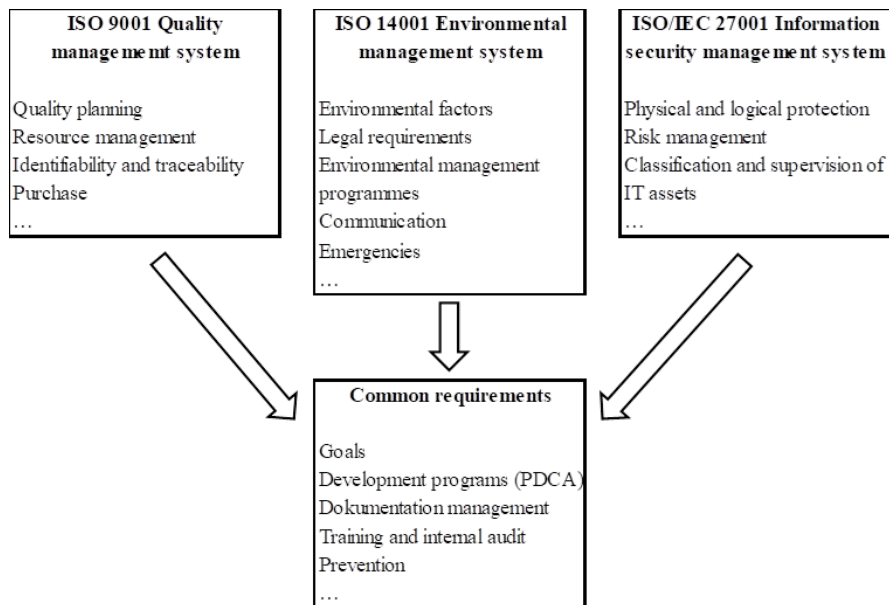 ISO 9001 Quality
managememt system
Quality planning
Resource management
Identifiability and traceability
Purchase
…
ISO 14001 Environmental
management system
Environmental factors
Legal requirements
Environmental management
programmes
Communication
Emergencies
…
ISO/IEC 27001 Information
security management system
Physical and logical protection
Risk management
Classification and supervision of
IT assets
…
Common requirements
Goals
Development programs (PDCA)
Dokumentation management
Training and internal audit
Prevention
…